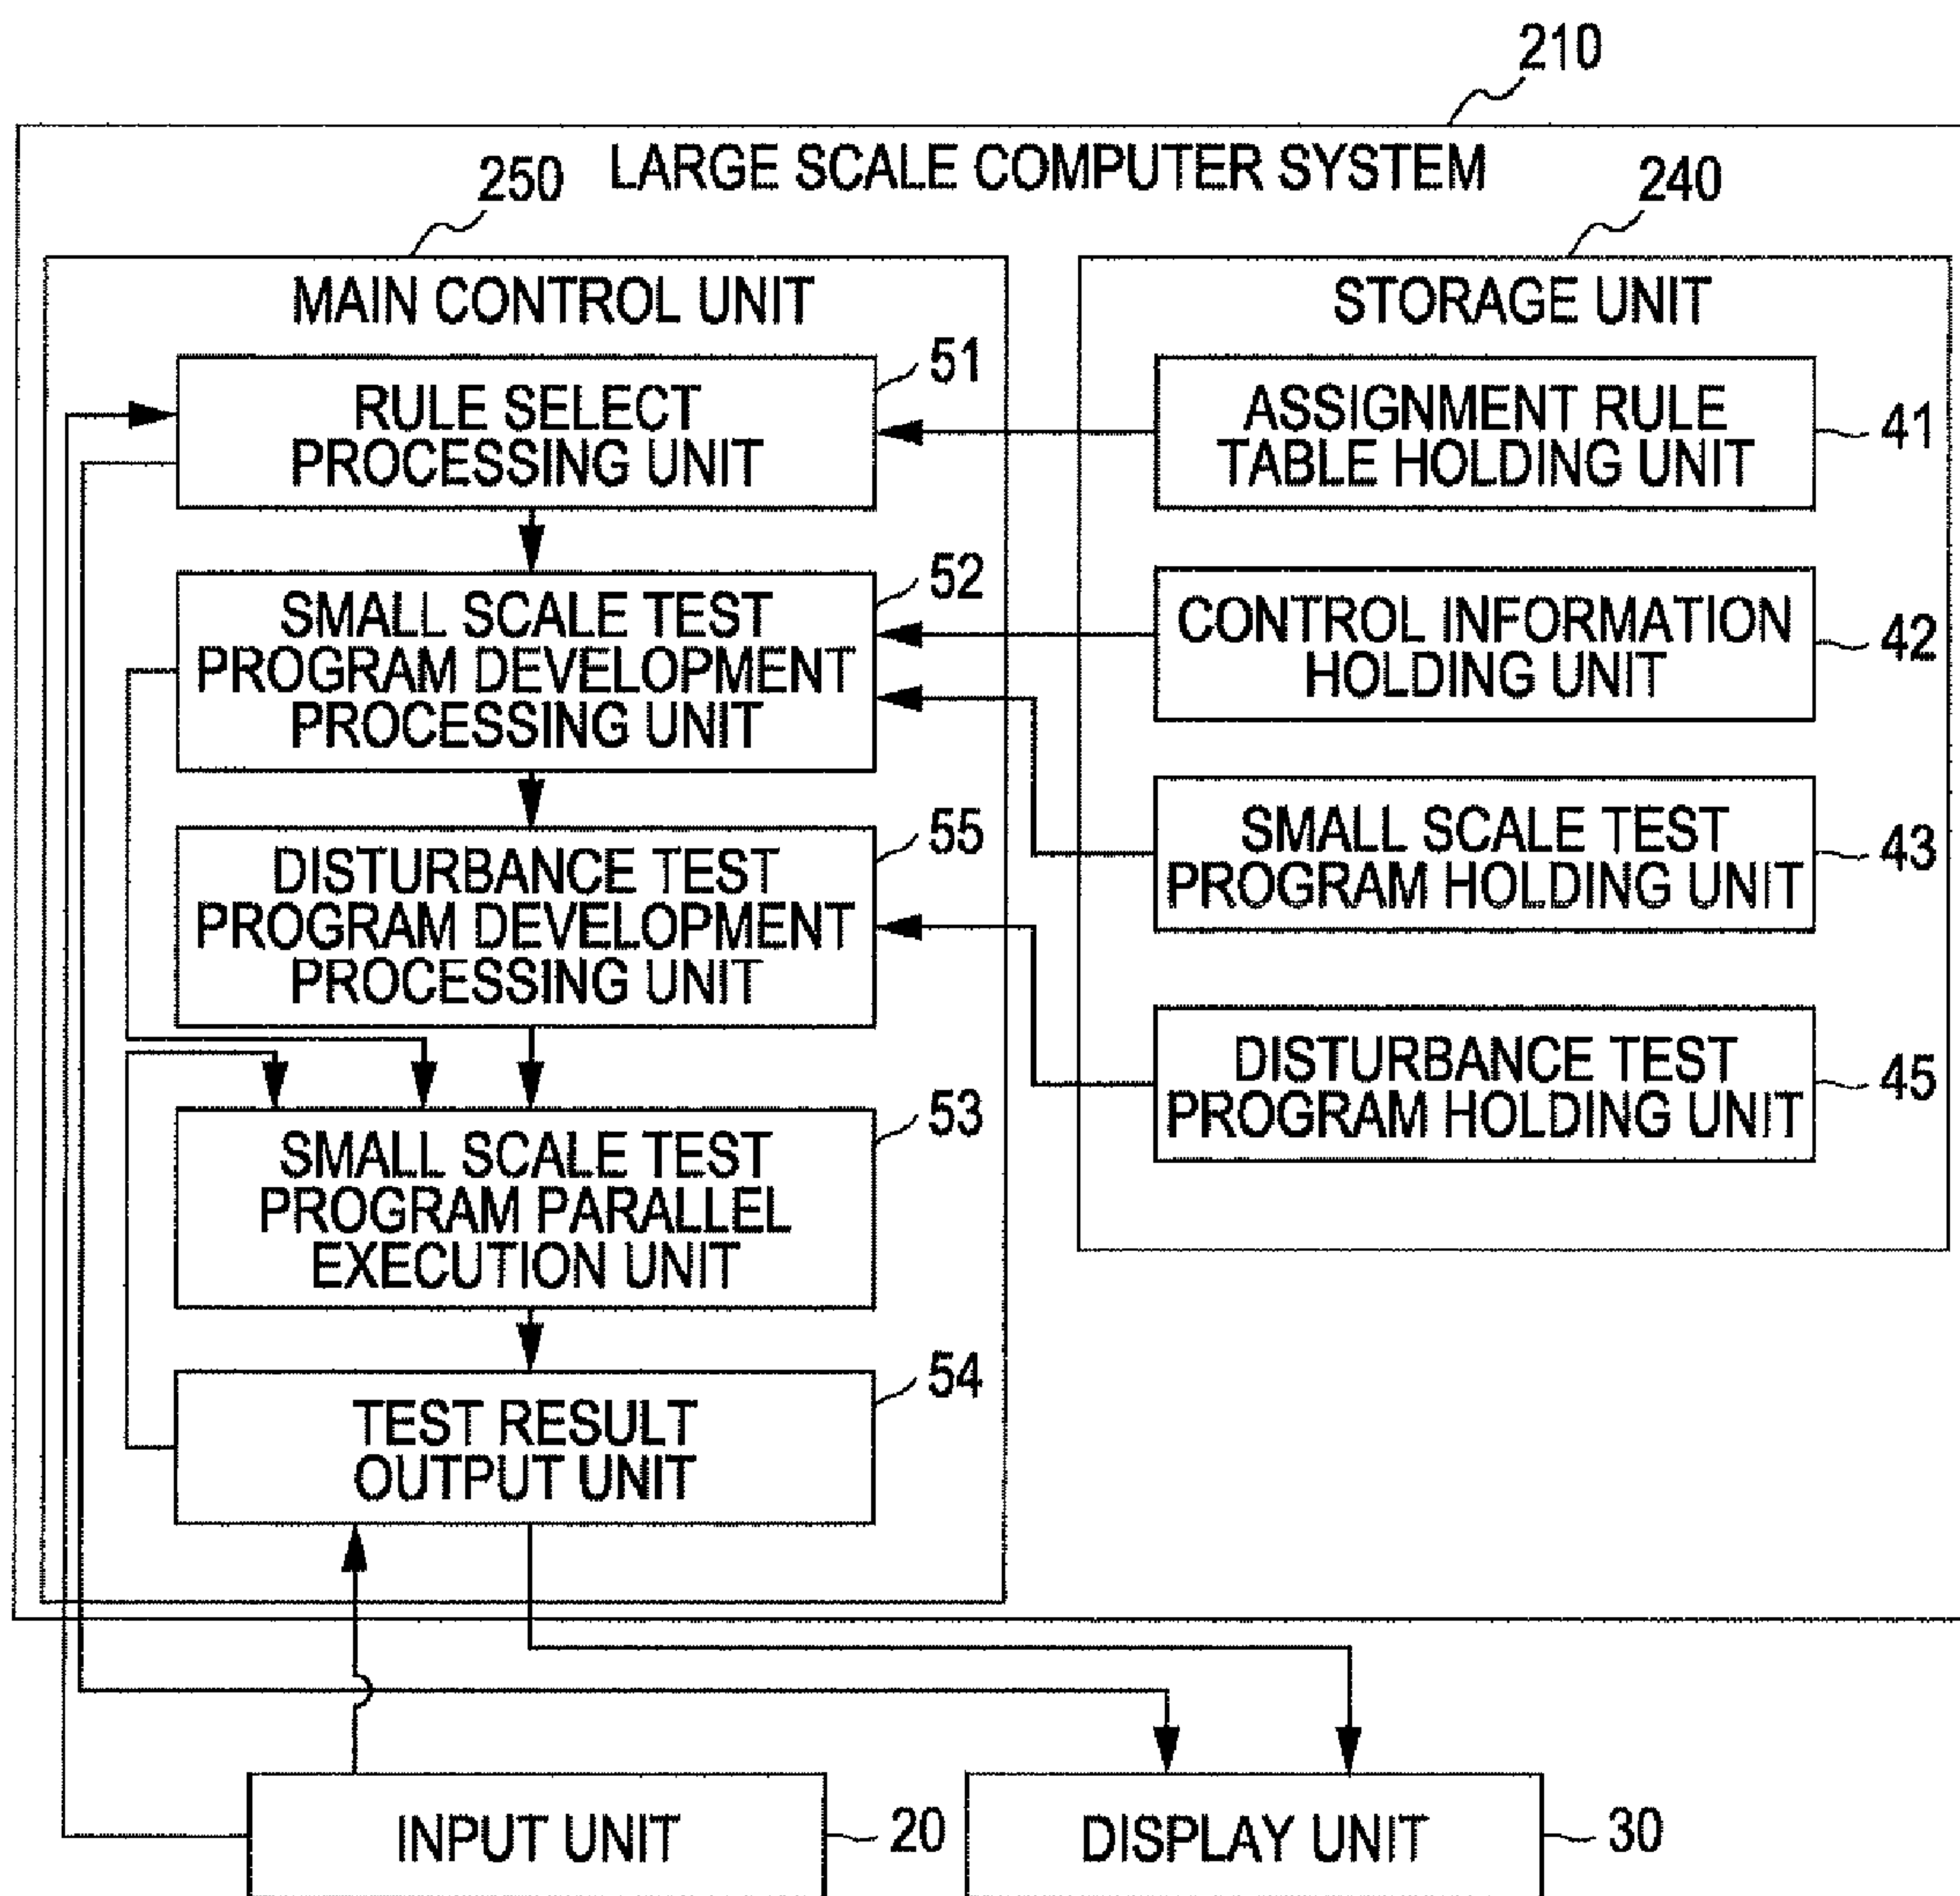 210
LARGE SCALE COMPUTER SYSTEM
250
240
MAIN CONTROL UNIT
STORAGE UNIT
51
RULE SELECT
PROCESSING UNIT
ASSIGNMENT RULE
TABLE HOLDING UNIT
41
52
SMALL SCALE TEST
PROGRAM DEVELOPMENT
PROCESSING UNIT
CONTROL INFORMATION
HOLDING UNIT
42
55
DISTURBANCE TEST
PROGRAM DEVELOPMENT
PROCESSING UNIT
SMALL SCALE TEST
PROGRAM HOLDING UNIT
43
DISTURBANCE TEST
PROGRAM HOLDING UNIT
45
53
SMALL SCALE TEST
PROGRAM PARALLEL
EXECUTION UNIT
54
TEST RESULT
OUTPUT UNIT
INPUT UNIT
20
DISPLAY UNIT
30